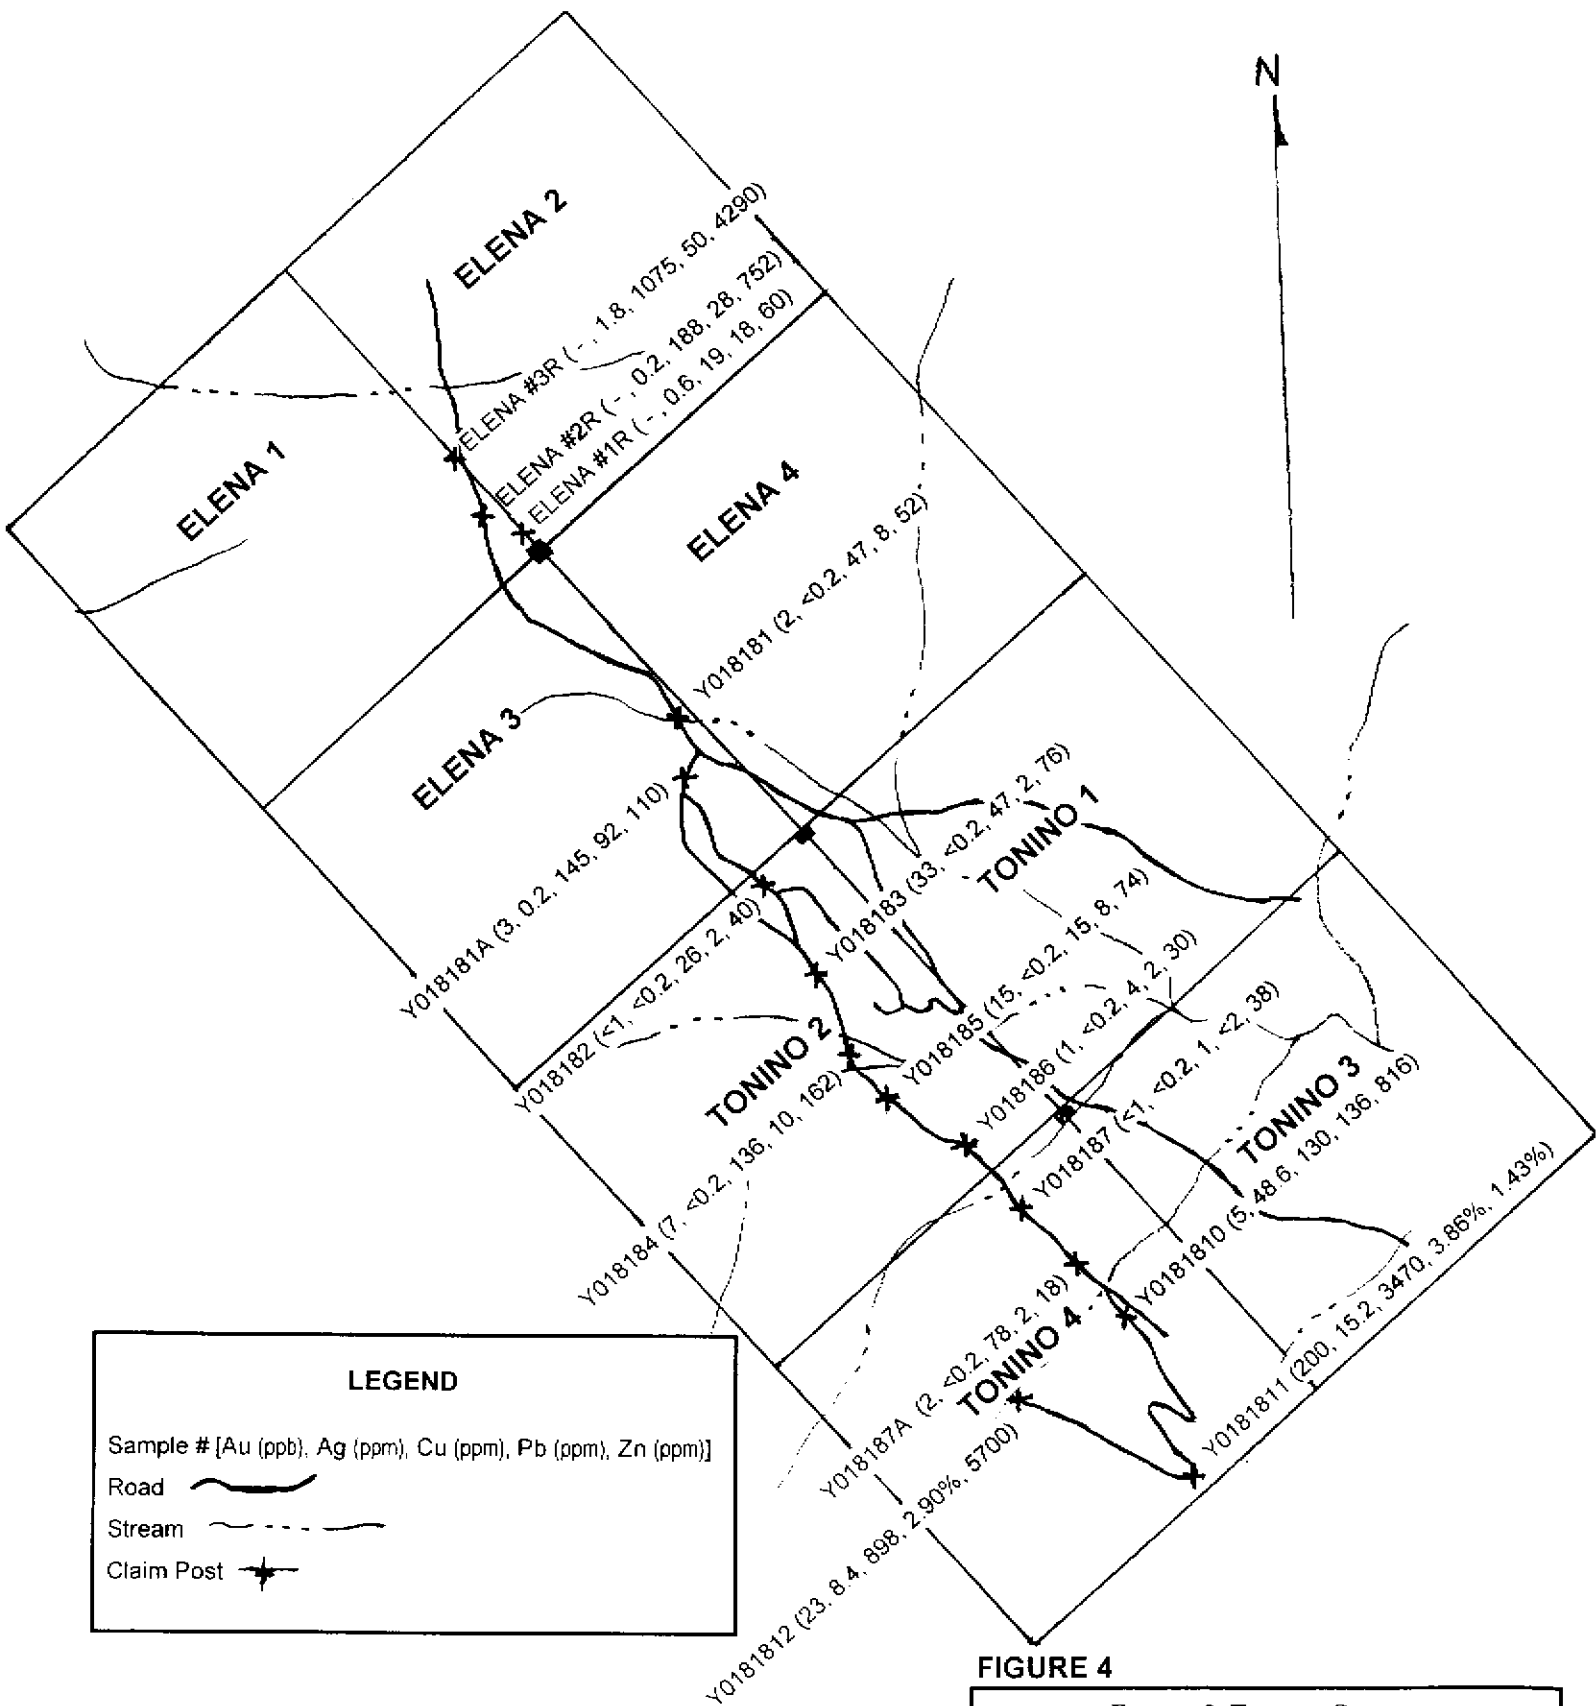 N
ELENA 2
ELENA #3R ( - , 1.8, 1075, 50, 4290)
ELENA #2R ( - , 0.2, 188, 28, 752)
ELENA #1R ( - , 0.6, 19, 18, 60)
ELENA 1
ELENA 4
Y018181 (2, <0.2, 47, 8, 52)
ELENA 3
Y018181A (3, 0.2, 145, 92, 110)
Y018182 (<1, <0.2, 26, 2, 40)
Y018183 (33, <0.2, 47, 2, 76)
TONINO 1
TONINO 2
Y018184 (7, <0.2, 136, 10, 162)
Y018185 (15, <0.2, 15, 8, 74)
Y018186 (1, <0.2, 4, 2, 30)
Y018187 (<1, <0.2, 1, <2, 38)
TONINO 3
Y0181810 (5, 48.6, 130, 136, 816)
Y018187A (2, <0.2, 78, 2, 18)
TONINO 4
Y0181811 (200, 15.2, 3470, 3.86%, 1.43%)
Y0181812 (23, 8.4, 898, 2.90%, 5700)
LEGEND
Sample # [Au (ppb), Ag (ppm), Cu (ppm), Pb (ppm), Zn (ppm)]
Road
Stream
Claim Post
FIGURE 4